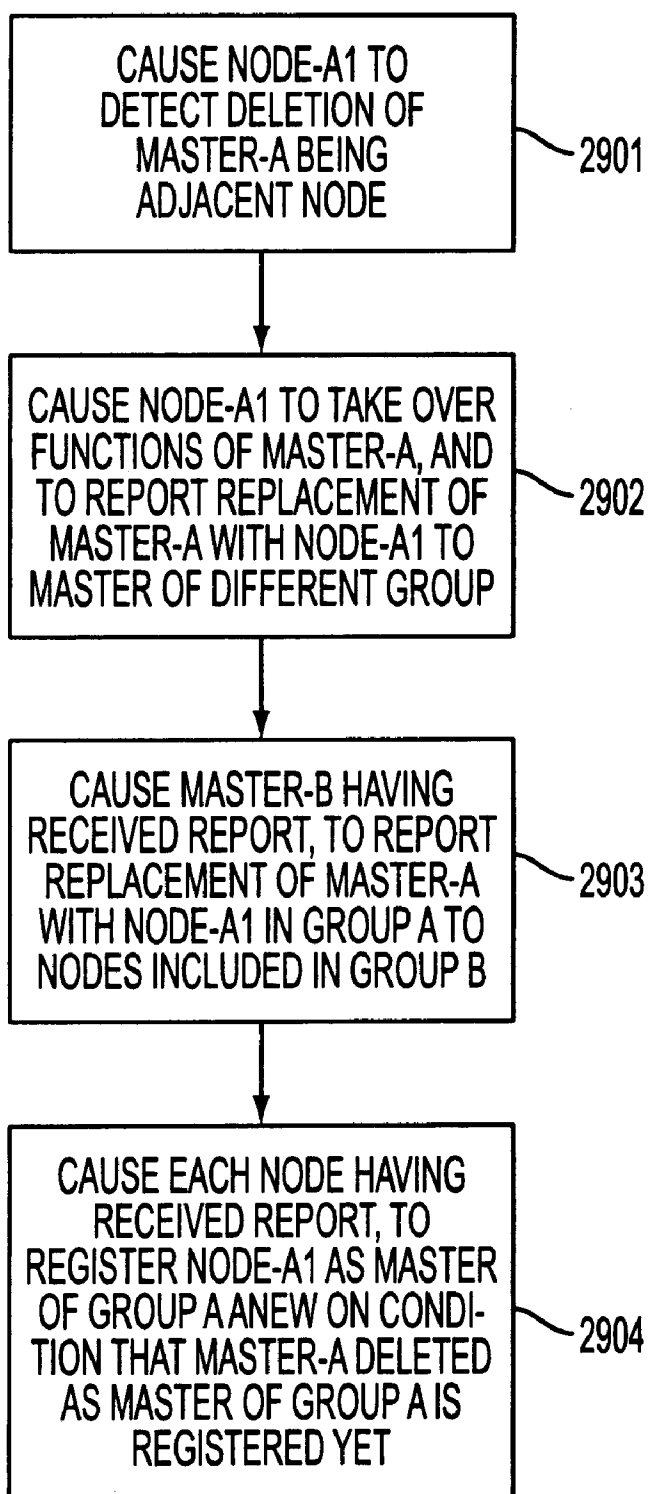 CAUSE NODE-A1 TO
DETECT DELETION OF
MASTER-A BEING
ADJACENT NODE
2901
CAUSE NODE-A1 TO TAKE OVER
FUNCTIONS OF MASTER-A, AND
TO REPORT REPLACEMENT OF
MASTER-A WITH NODE-A1 TO
MASTER OF DIFFERENT GROUP
2902
CAUSE MASTER-B HAVING
RECEIVED REPORT, TO REPORT
REPLACEMENT OF MASTER-A
WITH NODE-A1 IN GROUP A TO
NODES INCLUDED IN GROUP B
2903
CAUSE EACH NODE HAVING
RECEIVED REPORT, TO
REGISTER NODE-A1 AS MASTER
OF GROUP A ANEW ON CONDI-
TION THAT MASTER-A DELETED
AS MASTER OF GROUP A IS
REGISTERED YET
2904